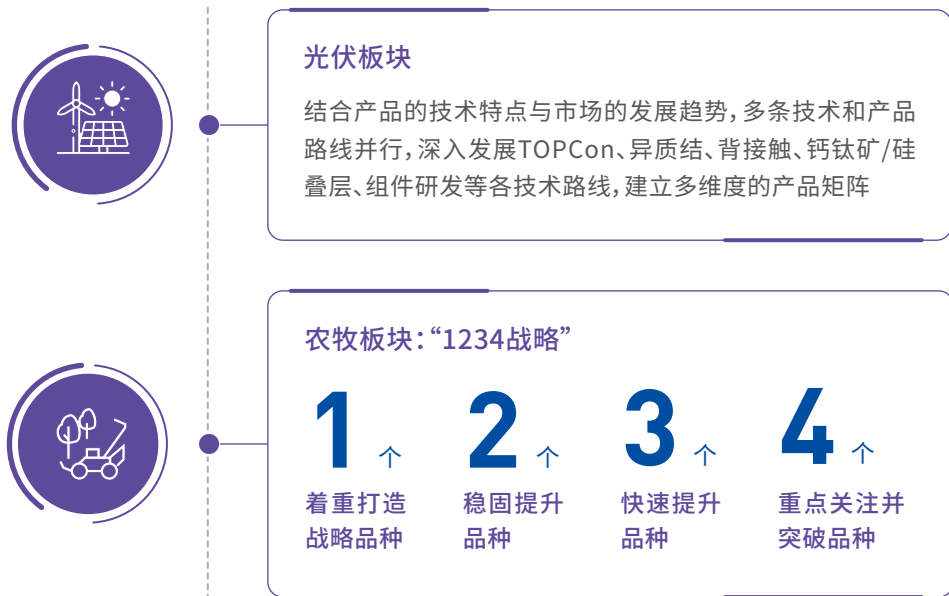 光伏板块
结合产品的技术特点与市场的发展趋势，多条技术和产品
路线并行，深入发展TOPCon、异质结、背接触、钙钛矿/硅
叠层、组件研发等各技术路线，建立多维度的产品矩阵
农牧板块：“1234战略”
1个
着重打造
战略品种
2个
稳固提升
品种
3个
快速提升
品种
4个
重点关注并
突破品种